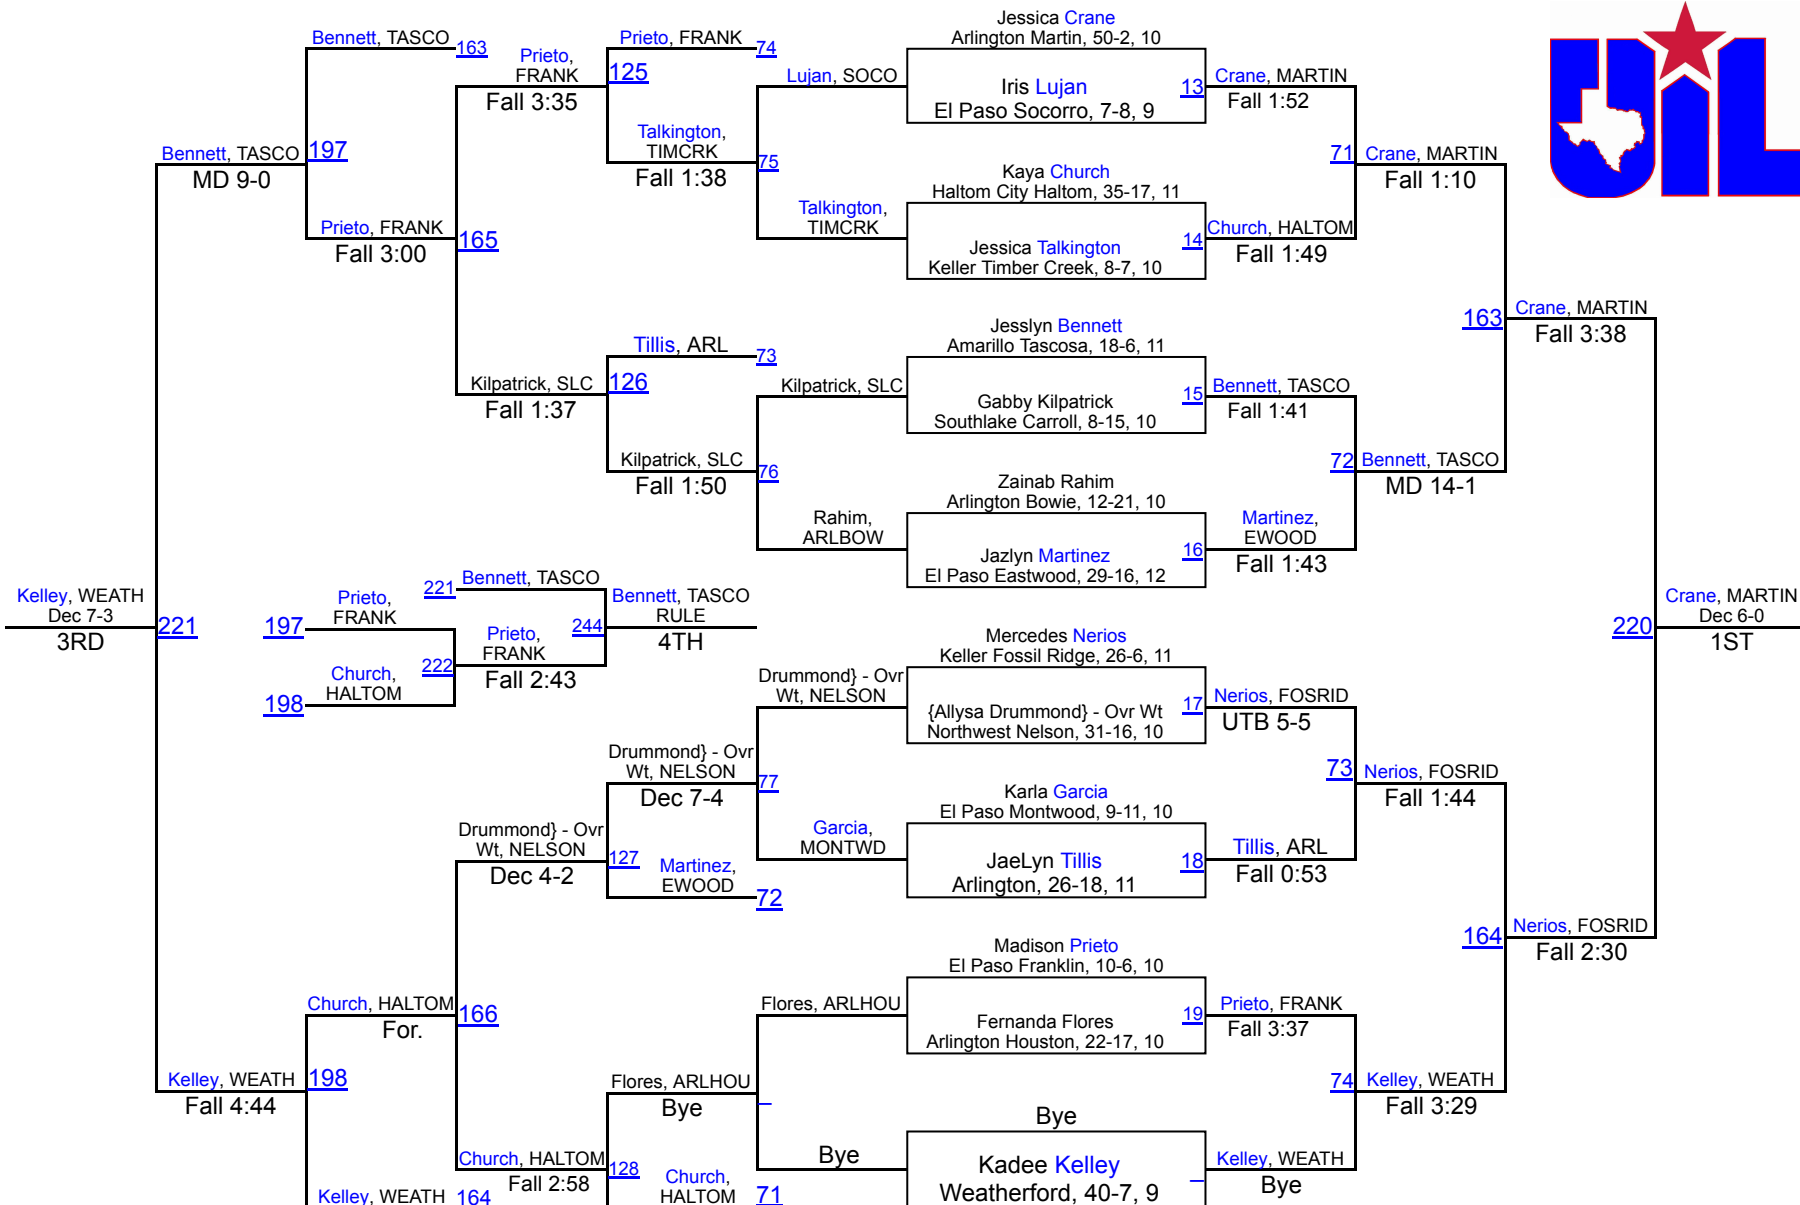 Bennett, TASCO
163
Prieto,
FRANK
Fall 3:35
125
Prieto, FRANK
74
Lujan, SOCO
Talkington,
TIMCRK
Fall 1:38
75
Talkington,
TIMCRK
Bennett, TASCO
MD 9-0
197
Prieto, FRANK
Fall 3:00
165
Tillis, ARL
73
Kilpatrick, SLC
Fall 1:37
126
Kilpatrick, SLC
Kilpatrick, SLC
Fall 1:50
76
Rahim,
ARLBOW
Jessica Crane
Arlington Martin, 50-2, 10
Iris Lujan
El Paso Socorro, 7-8, 9
13
Crane, MARTIN
Fall 1:52
Kaya Church
Haltom City Haltom, 35-17, 11
Jessica Talkington
Keller Timber Creek, 8-7, 10
14
Church, HALTOM
Fall 1:49
71
Crane, MARTIN
Fall 1:10
Jesslyn Bennett
Amarillo Tascosa, 18-6, 11
Gabby Kilpatrick
Southlake Carroll, 8-15, 10
15
Bennett, TASCO
Fall 1:41
Zainab Rahim
Arlington Bowie, 12-21, 10
Jazlyn Martinez
El Paso Eastwood, 29-16, 12
16
Martinez,
EWOOD
Fall 1:43
72
Bennett, TASCO
MD 14-1
163
Crane, MARTIN
Fall 3:38
UIL
Kelley, WEATH
Dec 7-3
3RD
221
197
Prieto,
FRANK
198
Church,
HALTOM
222
221
Bennett, TASCO
Prieto,
FRANK
Fall 2:43
244
Bennett, TASCO
RULE
4TH
220
Crane, MARTIN
Dec 6-0
1ST
Mercedes Nerios
Keller Fossil Ridge, 26-6, 11
{Allysa Drummond} - Ovr Wt
Northwest Nelson, 31-16, 10
17
Nerios, FOSRID
UTB 5-5
Karla Garcia
El Paso Montwood, 9-11, 10
JaeLyn Tillis
Arlington, 26-18, 11
18
Tillis, ARL
Fall 0:53
73
Nerios, FOSRID
Fall 1:44
Madison Prieto
El Paso Franklin, 10-6, 10
Fernanda Flores
Arlington Houston, 22-17, 10
19
Prieto, FRANK
Fall 3:37
Bye
Kadee Kelley
Weatherford, 40-7, 9
–
Kelley, WEATH
Bye
74
Kelley, WEATH
Fall 3:29
164
Nerios, FOSRID
Fall 2:30
Drummond} - Ovr
Wt, NELSON
Drummond} - Ovr
Wt, NELSON
Dec 7-4
77
Garcia,
MONTWD
Drummond} - Ovr
Wt, NELSON
Dec 4-2
127
Martinez,
EWOOD
72
Flores, ARLHOU
Flores, ARLHOU
Bye
–
Bye
Church, HALTOM
For.
166
Church, HALTOM
Fall 2:58
128
Church,
HALTOM
71
Kelley, WEATH
Fall 4:44
198
Kelley, WEATH
164